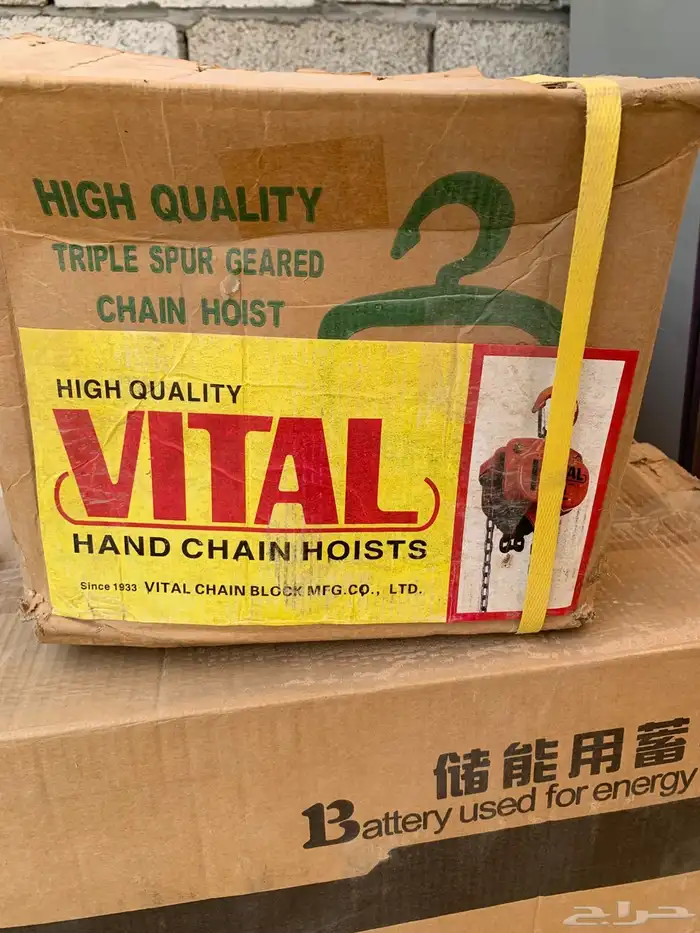 HIGH QUALITY
TRIPLE SPUR GEARED
CHAIN HOIST
HIGH QUALITY
VITAL
HAND CHAIN HOISTS
Since 1933 VITAL CHAIN BLOCK MFG.CO., LTD.
储能用蓄
Battery used for energy
حراج